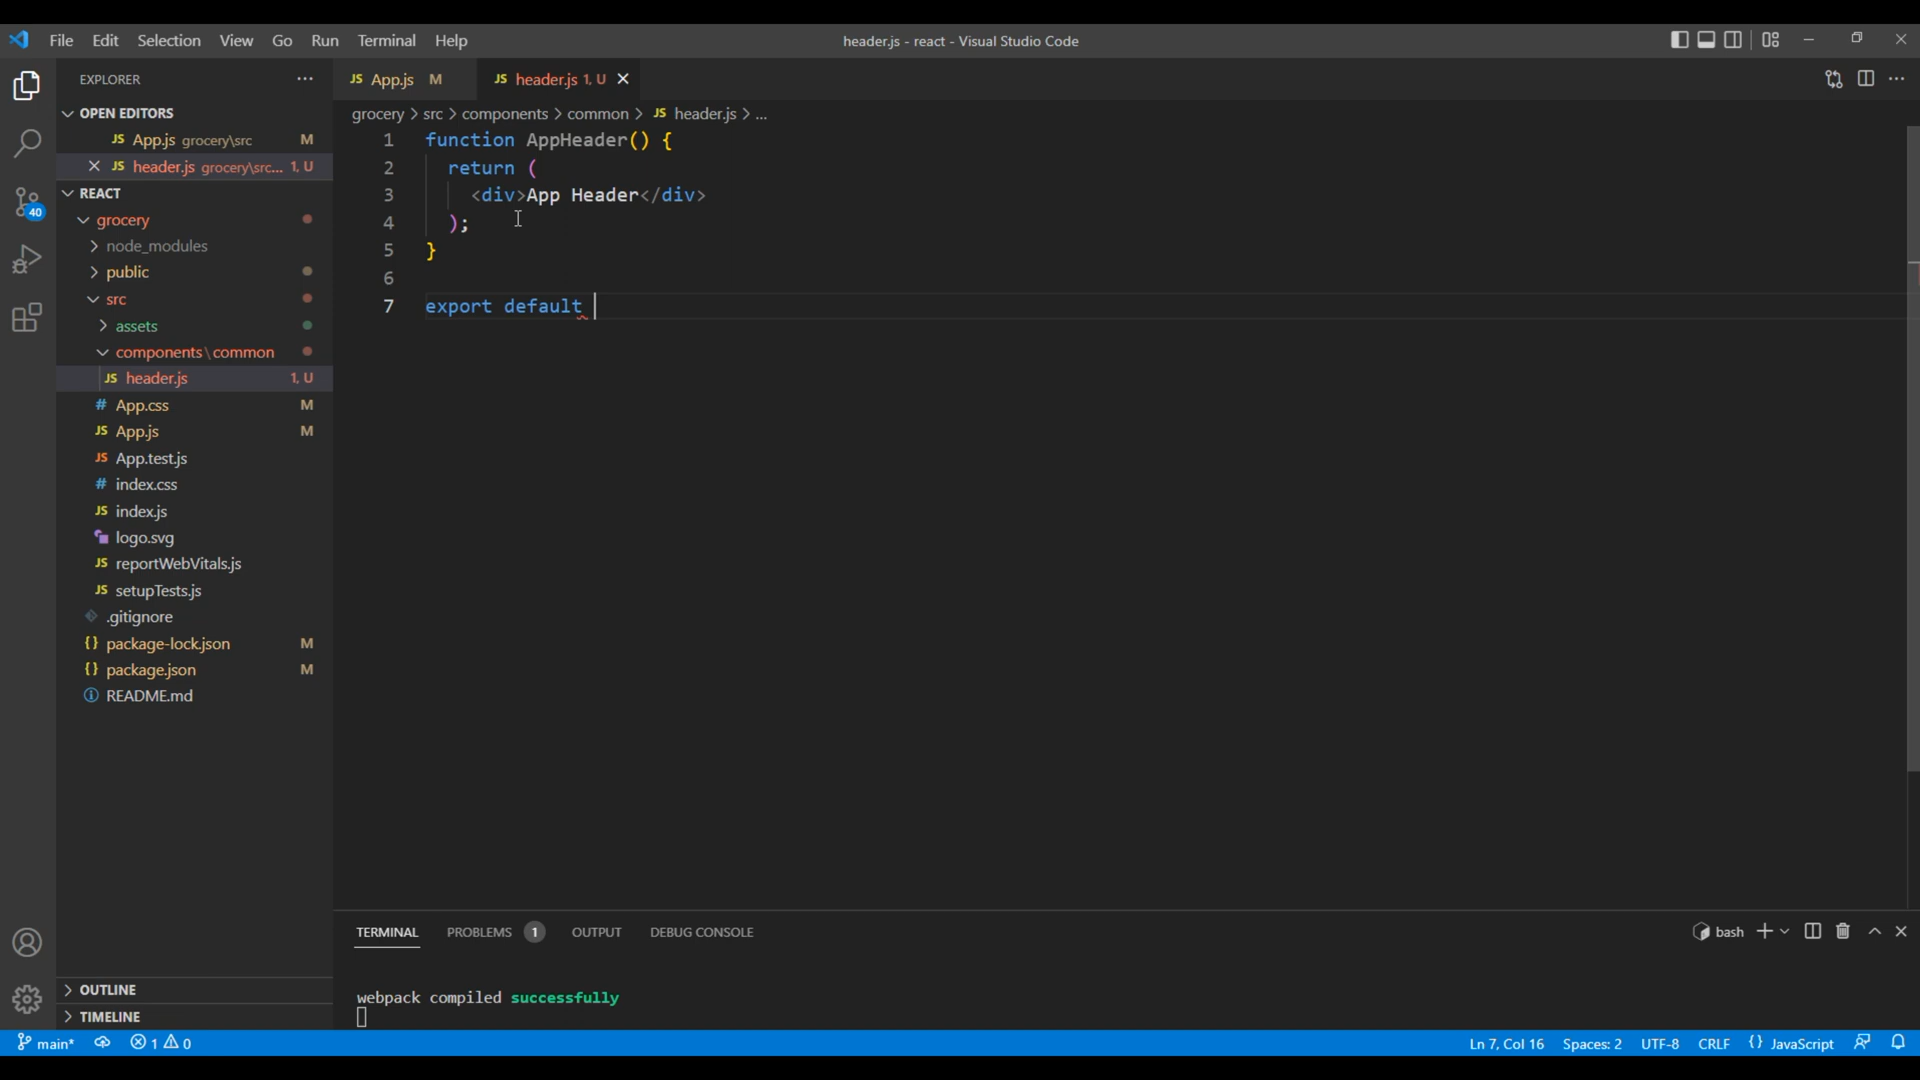 File Edit Selection View Go Run Terminal Help header.js - react - Visual Studio Code
EXPLORER
JS App.js M JS header.js 1, U
OPEN EDITORS
grocery > src > components > common > JS header.js > ...
JS App.js grocery\src M
JS header.js grocery\src... 1, U
REACT
grocery
node_modules
public
src
assets
components\common
JS header.js 1, U
# App.css M
JS App.js M
JS App.test.js
# index.css
JS index.js
logo.svg
JS reportWebVitals.js
JS setupTests.js
.gitignore
{} package-lock.json M
{} package.json M
README.md
OUTLINE
TIMELINE
40
1 function AppHeader() {
2 return (
3 <div>App Header</div>
4 );
5 }
6
7 export default
TERMINAL PROBLEMS 1 OUTPUT DEBUG CONSOLE bash
webpack compiled successfully
main* 1 0 Ln 7, Col 16 Spaces: 2 UTF-8 CRLF {} JavaScript